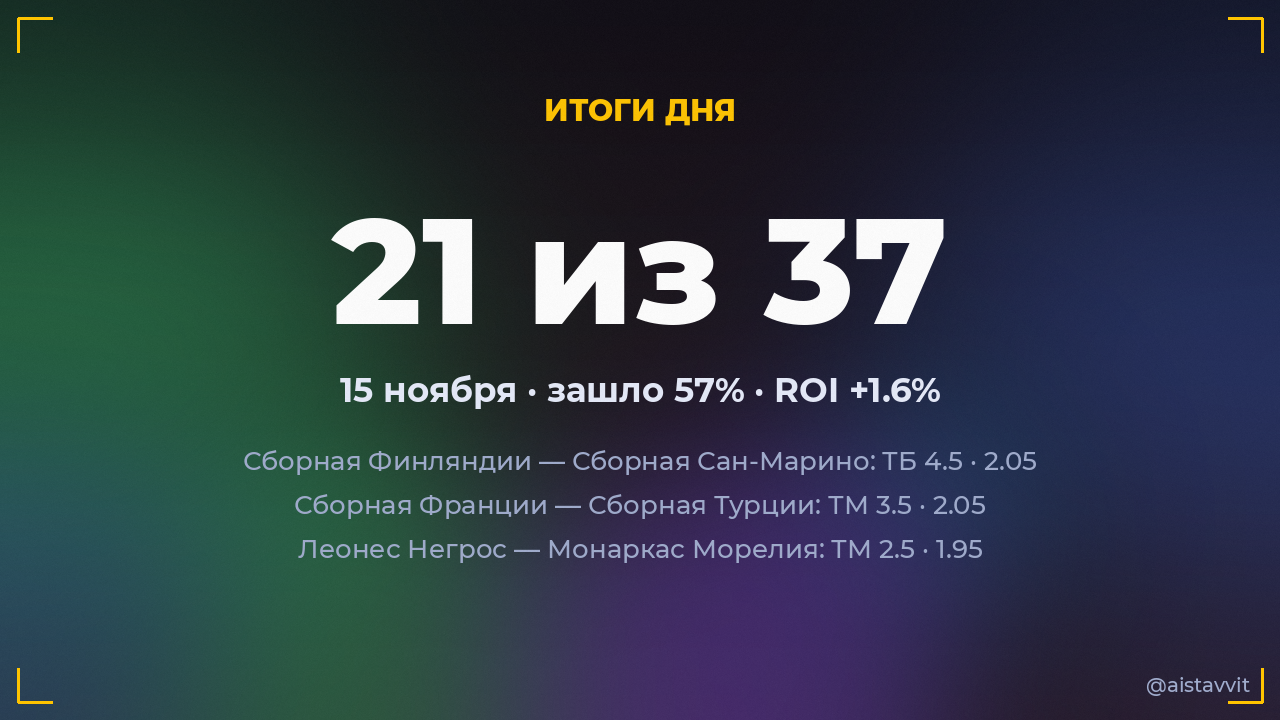 ИТОГИ ДНЯ
21 из 37
15 ноября · зашло 57% · ROI +1.6%
Сборная Финляндии — Сборная Сан-Марино: ТБ 4.5 · 2.05
Сборная Франции — Сборная Турции: ТМ 3.5 · 2.05
Леонес Негрос — Монаркас Морелия: ТМ 2.5 · 1.95
@aistavvit